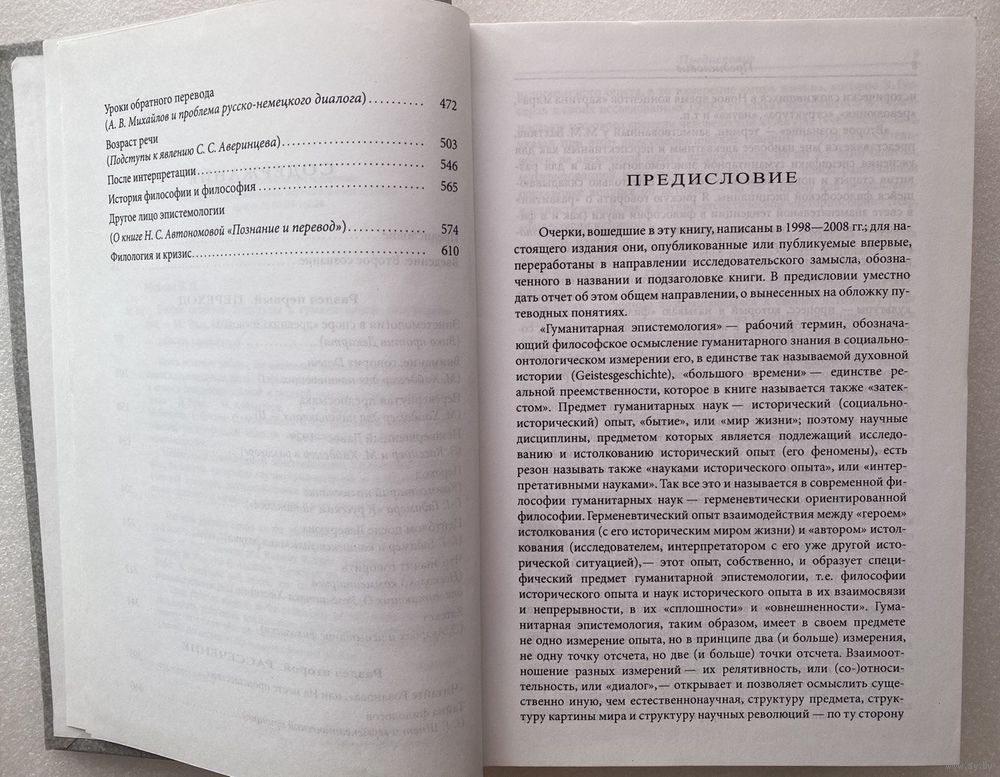 Уроки обратного перевода
(А. В. Михайлов и проблема русско-немецкого диалога) . . . . . . . . . . 472
Возраст речи
(Подступы к явлению С. С. Аверинцева) . . . . . . . . . . . . . . . . . . . . . . . . 503
После интерпретации . . . . . . . . . . . . . . . . . . . . . . . . . . . . . . . . . . . . . 546
История философии и философия . . . . . . . . . . . . . . . . . . . . . . . . . . 565
Другое лицо эпистемологии
(О книге Н. С. Автономовой «Познание и перевод») . . . . . . . . . . . . . 574
Филология и кризис. . . . . . . . . . . . . . . . . . . . . . . . . . . . . . . . . . . . . . 610
ПРЕДИСЛОВИЕ
Очерки, вошедшие в эту книгу, написаны в 1998—2008 гг.; для на-
стоящего издания они, опубликованные или публикуемые впервые,
переработаны в направлении исследовательского замысла, обозна-
ченного в названии и подзаголовке книги. В предисловии уместно
дать отчет об этом общем направлении, о вынесенных на обложку пу-
теводных понятиях.
«Гуманитарная эпистемология» — рабочий термин, обозначаю-
щий философское осмысление гуманитарного знания в социально-
онтологическом измерении его, в единстве так называемой духовной
истории (Geistesgeschichte), «большого времени» — единстве ре-
альной преемственности, которое в книге называется также «затек-
стом». Предмет гуманитарных наук — исторический (социально-
исторический) опыт, «бытие», или «мир жизни»; поэтому научные
дисциплины, предметом которых является подлежащий исследо-
ванию и истолкованию исторический опыт (его феномены), есть
резон называть также «науками исторического опыта», или «интер-
претативными науками». Так все это и называется в современной фи-
лософии гуманитарных наук — герменевтически ориентированной
философии. Герменевтический опыт взаимодействия между «героем»
истолкования (с его историческим миром жизни) и «автором» истол-
кования (исследователем, интерпретатором с его уже другой исто-
рической ситуацией),— этот опыт, собственно, и образует специ-
фический предмет гуманитарной эпистемологии, т.е. философии
исторического опыта и наук исторического опыта в их взаимосвязи
и непрерывности, в их «сплошности» и «овнешненности». Гума-
нитарная эпистемология, таким образом, имеет в своем предмете
не одно измерение опыта, но в принципе два (и больше) измерения,
не одну точку отсчета, но две (и больше) точки отсчета. Взаимоот-
ношение разных измерений — их релятивность, или (со-)относи-
тельность, или «диалог»,— открывает и позволяет осмыслить суще-
ственно иную, чем естественнонаучная, структуру предмета, струк-
туру картины мира и структуру научных революций — по ту сторону